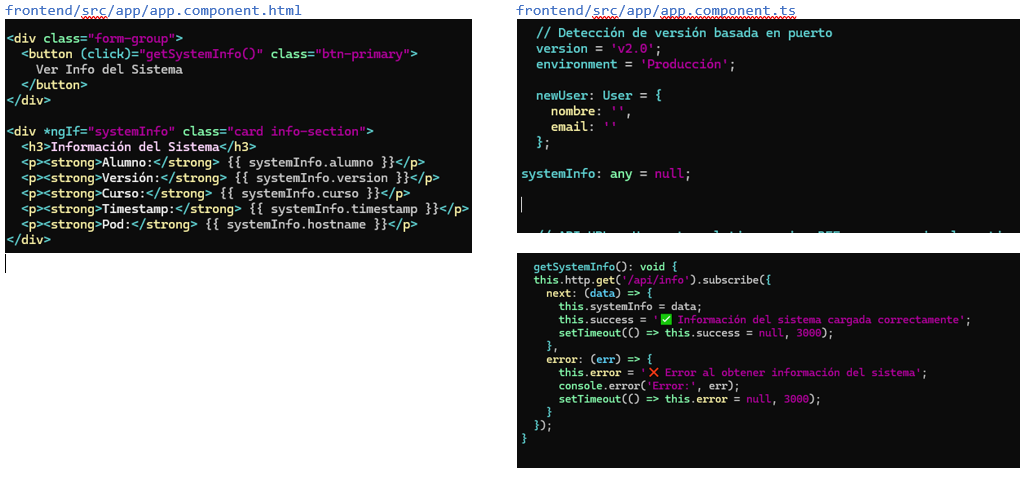 frontend/src/app/app.component.html
<div class="form-group">
  <button (click)="getSystemInfo()" class="btn-primary">
    Ver Info del Sistema
  </button>
</div>

<div *ngIf="systemInfo" class="card info-section">
  <h3>Información del Sistema</h3>
  <p><strong>Alumno:</strong> {{ systemInfo.alumno }}</p>
  <p><strong>Versión:</strong> {{ systemInfo.version }}</p>
  <p><strong>Curso:</strong> {{ systemInfo.curso }}</p>
  <p><strong>Timestamp:</strong> {{ systemInfo.timestamp }}</p>
  <p><strong>Pod:</strong> {{ systemInfo.hostname }}</p>
</div>
frontend/src/app/app.component.ts
  // Detección de versión basada en puerto
  version = 'v2.0';
  environment = 'Producción';

  newUser: User = {
    nombre: '',
    email: ''
  };

systemInfo: any = null;

  getSystemInfo(): void {
  this.http.get('/api/info').subscribe({
    next: (data) => {
      this.systemInfo = data;
      this.success = '✅ Información del sistema cargada correctamente';
      setTimeout(() => this.success = null, 3000);
    },
    error: (err) => {
      this.error = '❌ Error al obtener información del sistema';
      console.error('Error:', err);
      setTimeout(() => this.error = null, 3000);
    }
  });
}